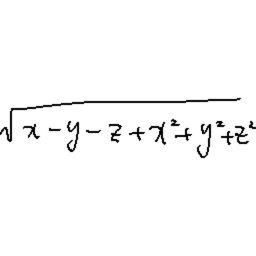 √(x - y - z + x² + y² + z²)